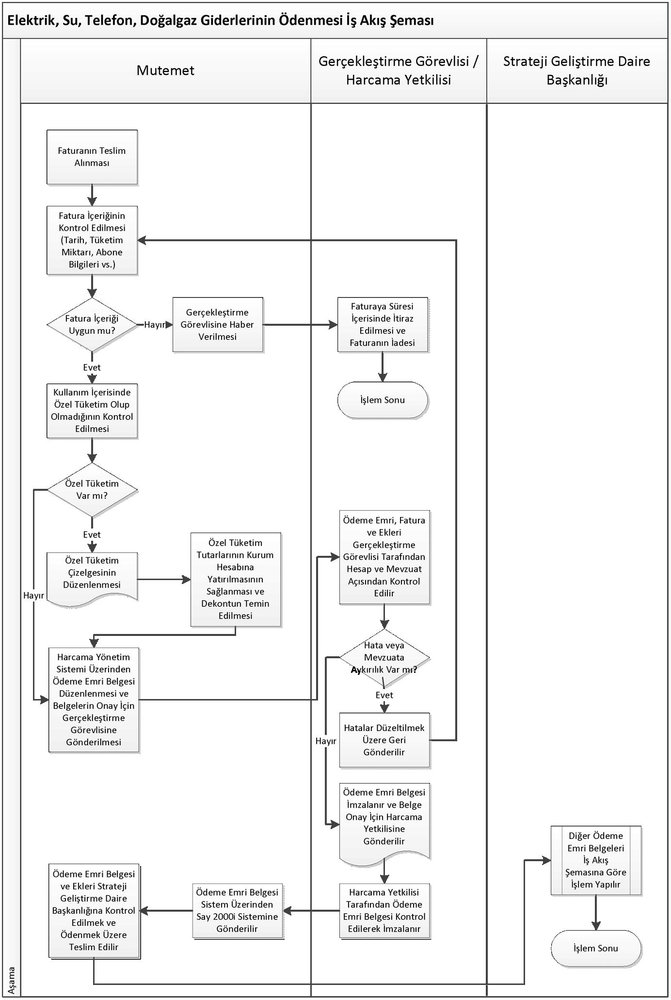 Elektrik, Su, Telefon, Doğalgaz Giderlerinin Ödenmesi İş Akış Şeması
Mutemet
Gerçekleştirme Görevlisi /
Harcama Yetkilisi
Strateji Geliştirme Daire
Başkanlığı
Faturanın Teslim
Alınması
Fatura İçeriğinin
Kontrol Edilmesi
(Tarih, Tüketim
Miktarı, Abone
Bilgileri vs.)
Fatura İçeriği
Uygun mu?
Hayır
Gerçekleştirme
Görevlisine Haber
Verilmesi
Faturaya Süresi
İçerisinde İtiraz
Edilmesi ve
Faturanın İadesi
İşlem Sonu
Evet
Kullanım İçerisinde
Özel Tüketim Olup
Olmadığının Kontrol
Edilmesi
Özel Tüketim
Var mı?
Evet
Hayır
Özel Tüketim
Çizelgesinin
Düzenlenmesi
Özel Tüketim
Tutarlarının Kurum
Hesabına
Yatırılmasının
Sağlanması ve
Dekontun Temin
Edilmesi
Harcama Yönetim
Sistemi Üzerinden
Ödeme Emri Belgesi
Düzenlenmesi ve
Belgelerin Onay İçin
Gerçekleştirme
Görevlisine
Gönderilmesi
Ödeme Emri, Fatura
ve Ekleri
Gerçekleştirme
Görevlisi Tarafından
Hesap ve Mevzuat
Açısından Kontrol
Edilir
Hata veya
Mevzuata
Aykırılık Var mı?
Evet
Hayır
Hatalar Düzeltilmek
Üzere Geri
Gönderilir
Ödeme Emri Belgesi
İmzalanır ve Belge
Onay İçin Harcama
Yetkilisine
Gönderilir
Harcama Yetkilisi
Tarafından Ödeme
Emri Belgesi Kontrol
Edilerek İmzalanır
Ödeme Emri Belgesi
Sistem Üzerinden
Say 2000i Sistemine
Gönderilir
Ödeme Emri Belgesi
ve Ekleri Strateji
Geliştirme Daire
Başkanlığına Kontrol
Edilmek ve
Ödenmek Üzere
Teslim Edilir
Diğer Ödeme
Emri Belgeleri
İş Akış
Şemasına Göre
İşlem Yapılır
İşlem Sonu
Aşama